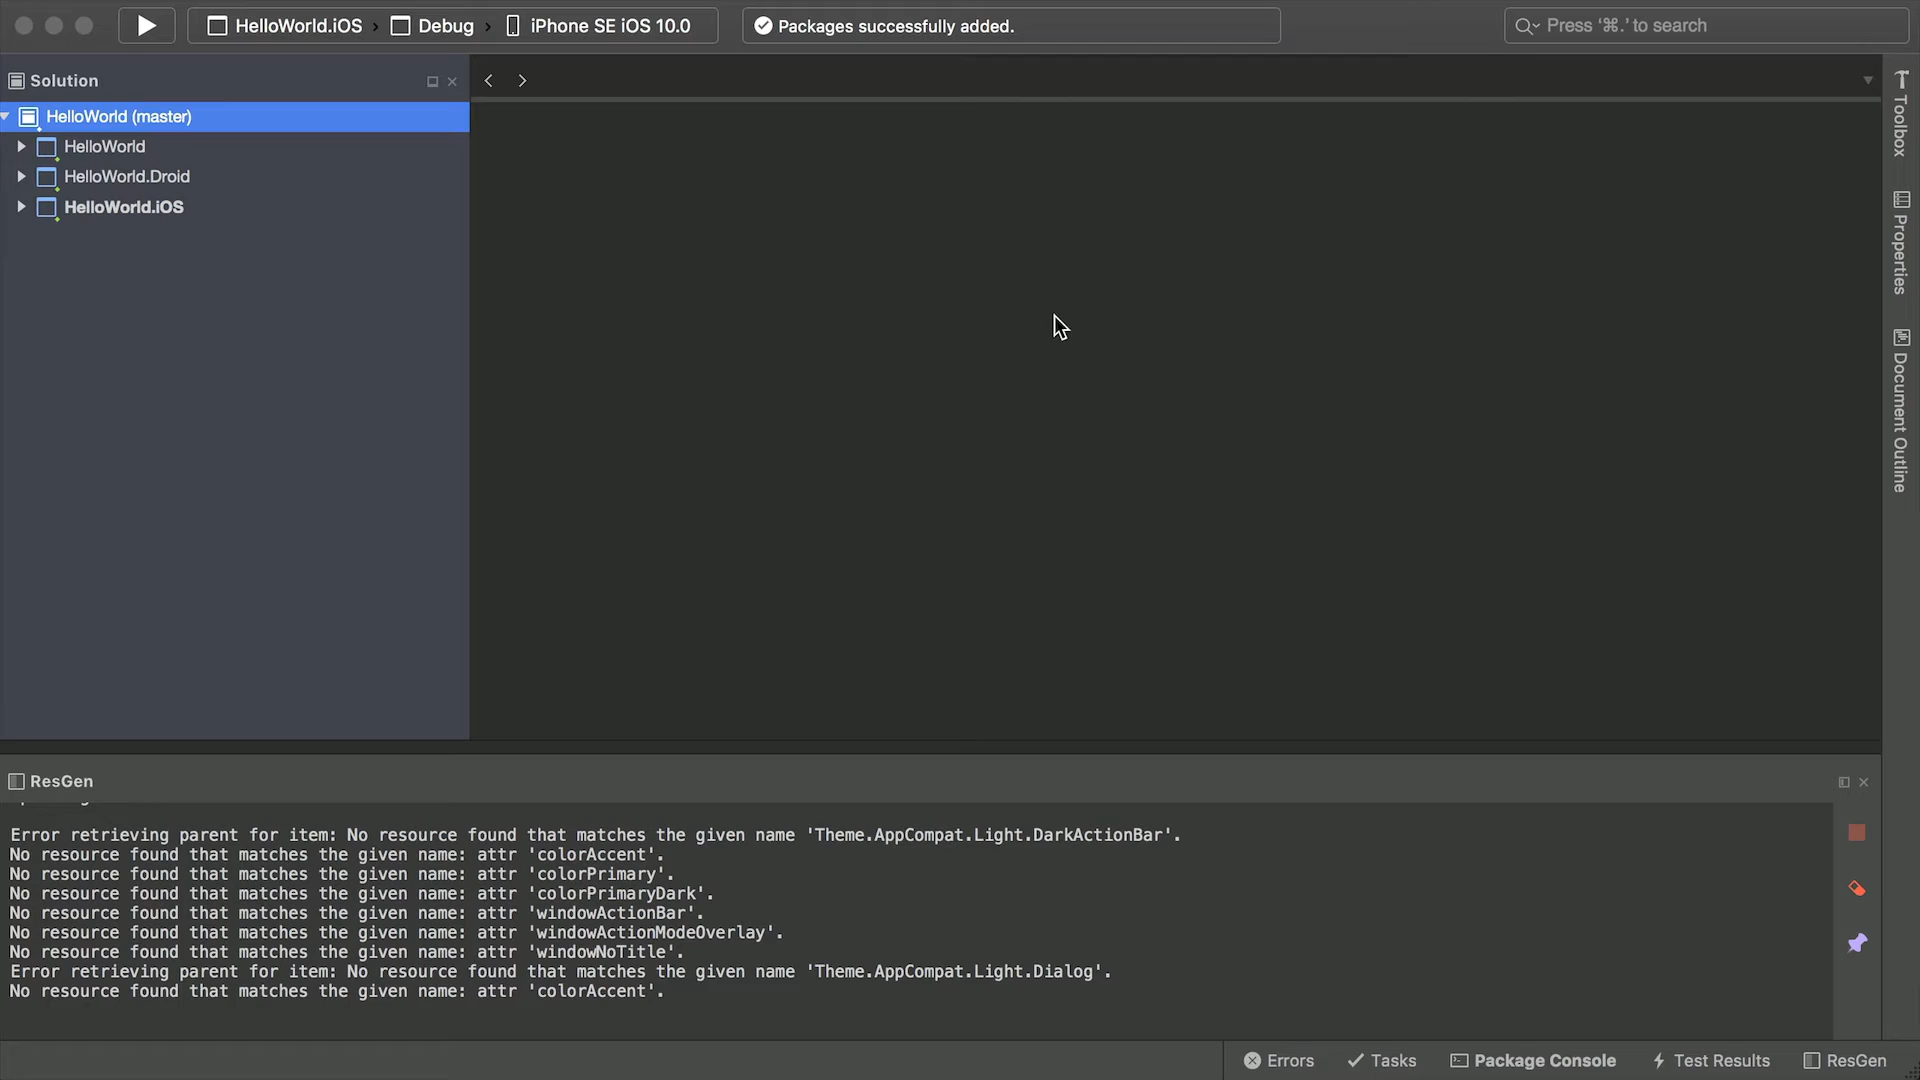 HelloWorld.iOS › Debug › iPhone SE iOS 10.0
Packages successfully added.
Press ‘⌘.’ to search
Solution
HelloWorld (master)
HelloWorld
HelloWorld.Droid
HelloWorld.iOS
Toolbox
Properties
Document Outline
ResGen
Error retrieving parent for item: No resource found that matches the given name 'Theme.AppCompat.Light.DarkActionBar'.
No resource found that matches the given name: attr 'colorAccent'.
No resource found that matches the given name: attr 'colorPrimary'.
No resource found that matches the given name: attr 'colorPrimaryDark'.
No resource found that matches the given name: attr 'windowActionBar'.
No resource found that matches the given name: attr 'windowActionModeOverlay'.
No resource found that matches the given name: attr 'windowNoTitle'.
Error retrieving parent for item: No resource found that matches the given name 'Theme.AppCompat.Light.Dialog'.
No resource found that matches the given name: attr 'colorAccent'.
Errors Tasks Package Console Test Results ResGen